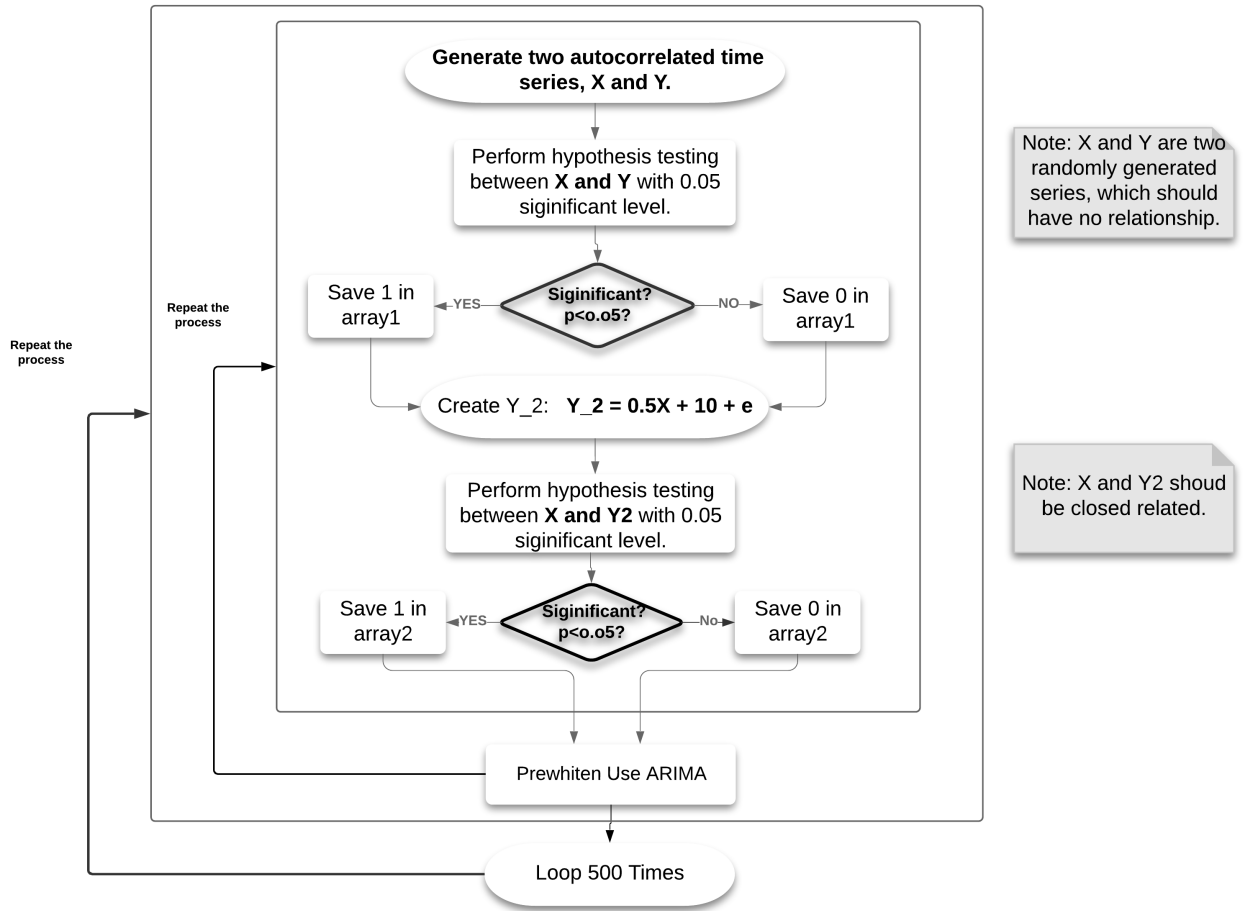 Generate two autocorrelated time
series, X and Y.
Perform hypothesis testing
between X and Y with 0.05
siginificant level.
Note: X and Y are two
randomly generated
series, which should
have no relationship.
Save 1 in
array1
YES
Siginificant?
p<o.o5?
NO
Save 0 in
array1
Repeat the
process
Repeat the
process
Create Y_2: Y_2 = 0.5X + 10 + e
Perform hypothesis testing
between X and Y2 with 0.05
siginificant level.
Note: X and Y2 shoud
be closed related.
Save 1 in
array2
YES
Siginificant?
p<o.o5?
No
Save 0 in
array2
Prewhiten Use ARIMA
Loop 500 Times